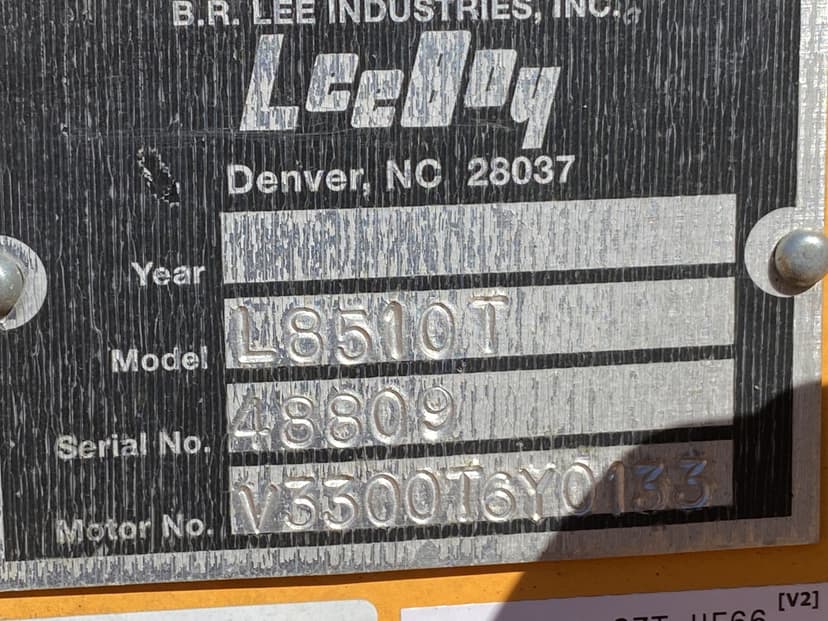 B.R. LEE INDUSTRIES, INC.
LeeBoy
Denver, NC 28037
Year
Model L8510T
Serial No. 48809
Motor No. V3300T6Y0133
[V2]